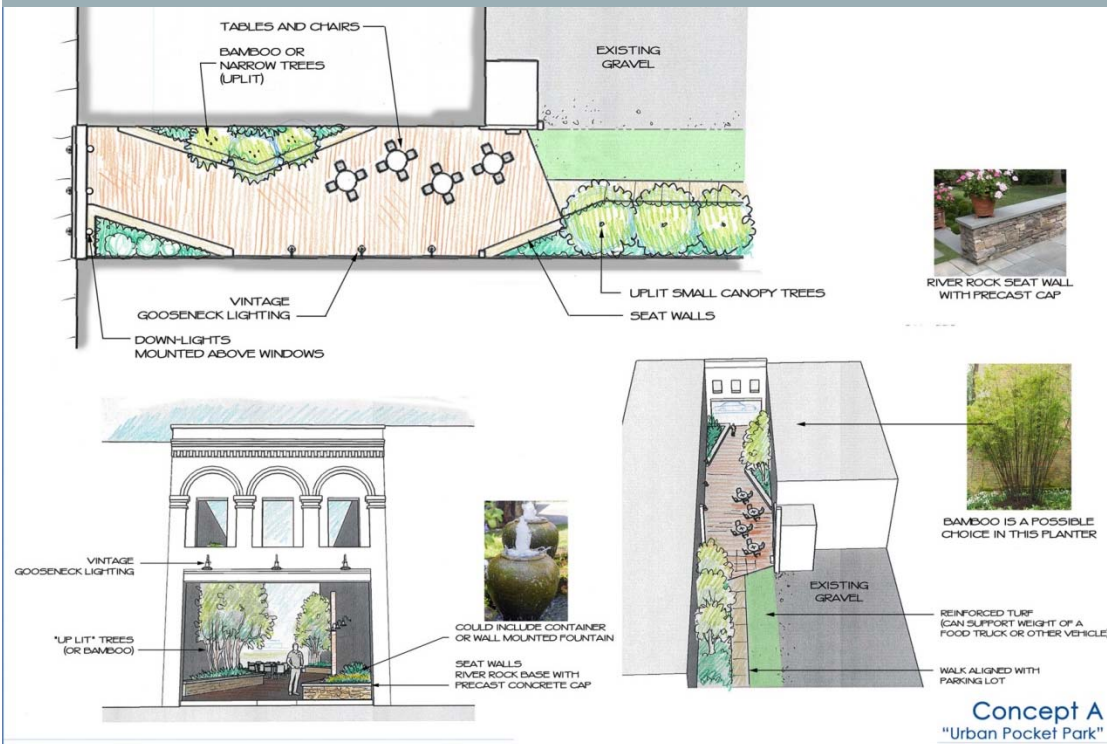 TABLES AND CHAIRS
BAMBOO OR
NARROW TREES
(UPLIT)
EXISTING
GRAVEL
VINTAGE
GOOSENECK LIGHTING
DOWN-LIGHTS
MOUNTED ABOVE WINDOWS
UPLIT SMALL CANOPY TREES
SEAT WALLS
RIVER ROCK SEAT WALL
WITH PRECAST CAP
VINTAGE
GOOSENECK LIGHTING
"UP LIT" TREES
(OR BAMBOO)
COULD INCLUDE CONTAINER
OR WALL MOUNTED FOUNTAIN
SEAT WALLS
RIVER ROCK BASE WITH
PRECAST CONCRETE CAP
BAMBOO IS A POSSIBLE
CHOICE IN THIS PLANTER
EXISTING
GRAVEL
REINFORCED TURF
(CAN SUPPORT WEIGHT OF A
FOOD TRUCK OR OTHER VEHICLE
WALK ALIGNED WITH
PARKING LOT
Concept A
"Urban Pocket Park"